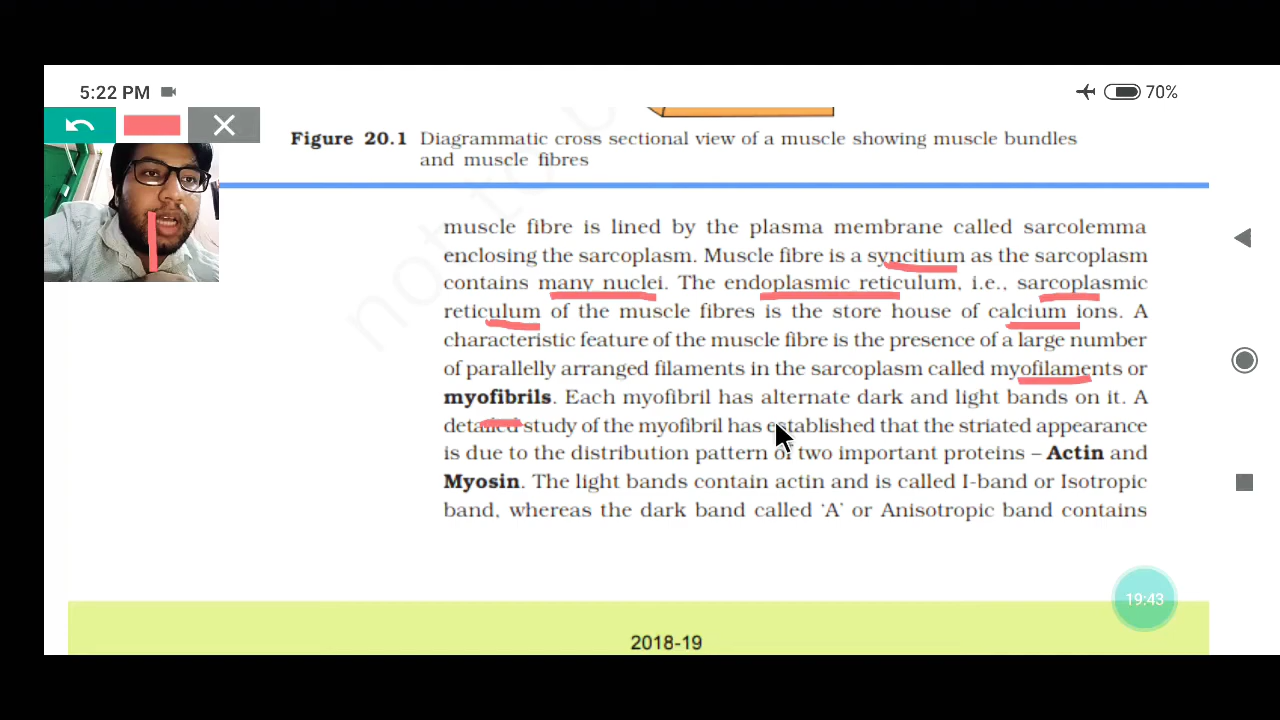 5:22 PM
70%
Figure 20.1 Diagrammatic cross sectional view of a muscle showing muscle bundles
and muscle fibres
muscle fibre is lined by the plasma membrane called sarcolemma
enclosing the sarcoplasm. Muscle fibre is a syncitium as the sarcoplasm
contains many nuclei. The endoplasmic reticulum, i.e., sarcoplasmic
reticulum of the muscle fibres is the store house of calcium ions. A
characteristic feature of the muscle fibre is the presence of a large number
of parallelly arranged filaments in the sarcoplasm called myofilaments or
myofibrils. Each myofibril has alternate dark and light bands on it. A
detailed study of the myofibril has established that the striated appearance
is due to the distribution pattern of two important proteins – Actin and
Myosin. The light bands contain actin and is called I-band or Isotropic
band, whereas the dark band called ‘A’ or Anisotropic band contains
19:43
2018-19